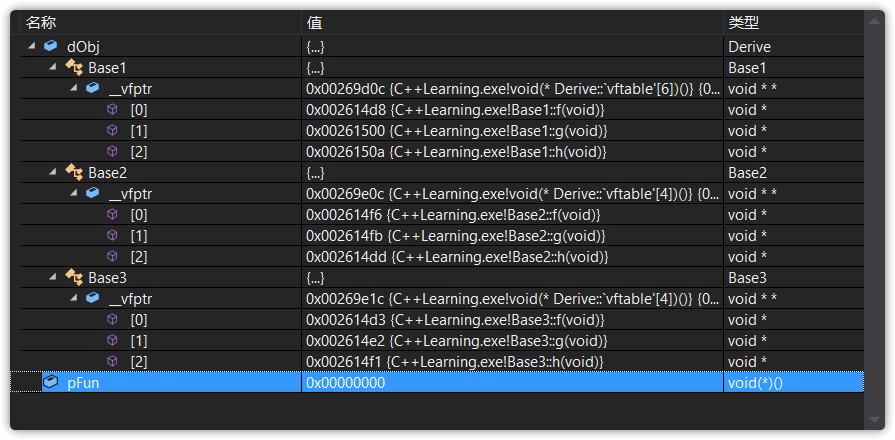 名称 值 类型
dObj {...} Derive
Base1 {...} Base1
__vfptr 0x00269d0c {C++Learning.exe!void(* Derive::`vftable'[6])()} {0... void * *
[0] 0x002614d8 {C++Learning.exe!Base1::f(void)} void *
[1] 0x00261500 {C++Learning.exe!Base1::g(void)} void *
[2] 0x0026150a {C++Learning.exe!Base1::h(void)} void *
Base2 {...} Base2
__vfptr 0x00269e0c {C++Learning.exe!void(* Derive::`vftable'[4])()} {0... void * *
[0] 0x002614f6 {C++Learning.exe!Base2::f(void)} void *
[1] 0x002614fb {C++Learning.exe!Base2::g(void)} void *
[2] 0x002614dd {C++Learning.exe!Base2::h(void)} void *
Base3 {...} Base3
__vfptr 0x00269e1c {C++Learning.exe!void(* Derive::`vftable'[4])()} {0... void * *
[0] 0x002614d3 {C++Learning.exe!Base3::f(void)} void *
[1] 0x002614e2 {C++Learning.exe!Base3::g(void)} void *
[2] 0x002614f1 {C++Learning.exe!Base3::h(void)} void *
pFun 0x00000000 void(*)()